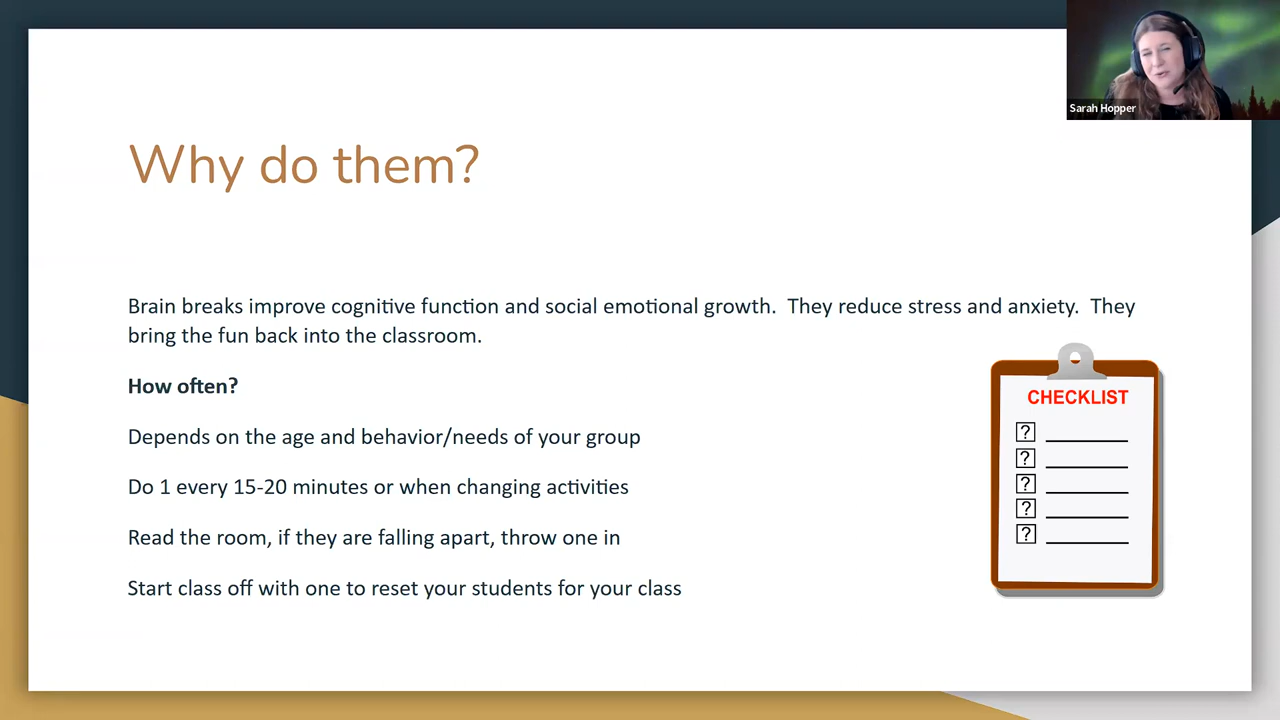 Sarah Hopper
Why do them?
Brain breaks improve cognitive function and social emotional growth.  They reduce stress and anxiety.  They
bring the fun back into the classroom.
How often?
Depends on the age and behavior/needs of your group
Do 1 every 15-20 minutes or when changing activities
Read the room, if they are falling apart, throw one in
Start class off with one to reset your students for your class
CHECKLIST
?
?
?
?
?